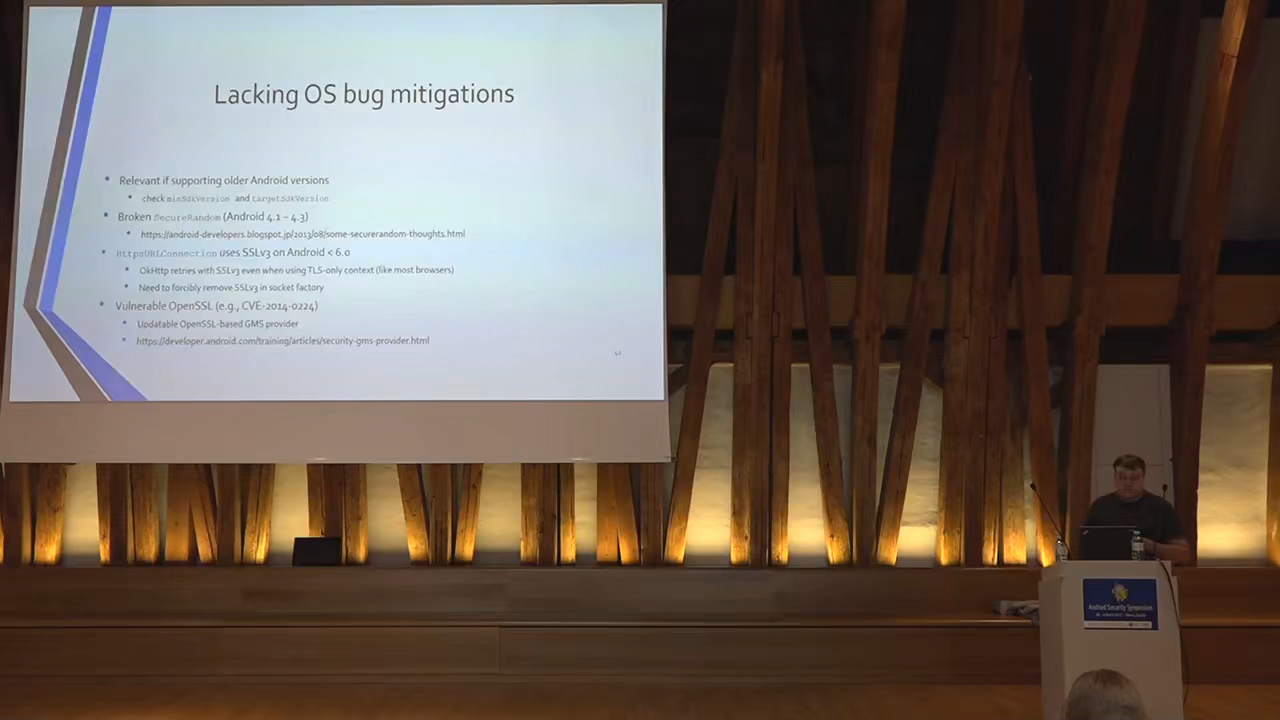 Lacking OS bug mitigations
• Relevant if supporting older Android versions
• check minSdkVersion and targetSdkVersion
• Broken SecureRandom (Android 4.1 – 4.3)
• https://android-developers.blogspot.jp/2013/08/some-securerandom-thoughts.html
• HttpsURLConnection uses SSLv3 on Android < 6.0
• OkHttp retries with SSLv3 even when using TLS-only context (like most browsers)
• Need to forcibly remove SSLv3 in socket factory
• Vulnerable OpenSSL (e.g., CVE-2014-0224)
• Updatable OpenSSL-based GMS provider
• https://developer.android.com/training/articles/security-gms-provider.html
Android Security Symposium